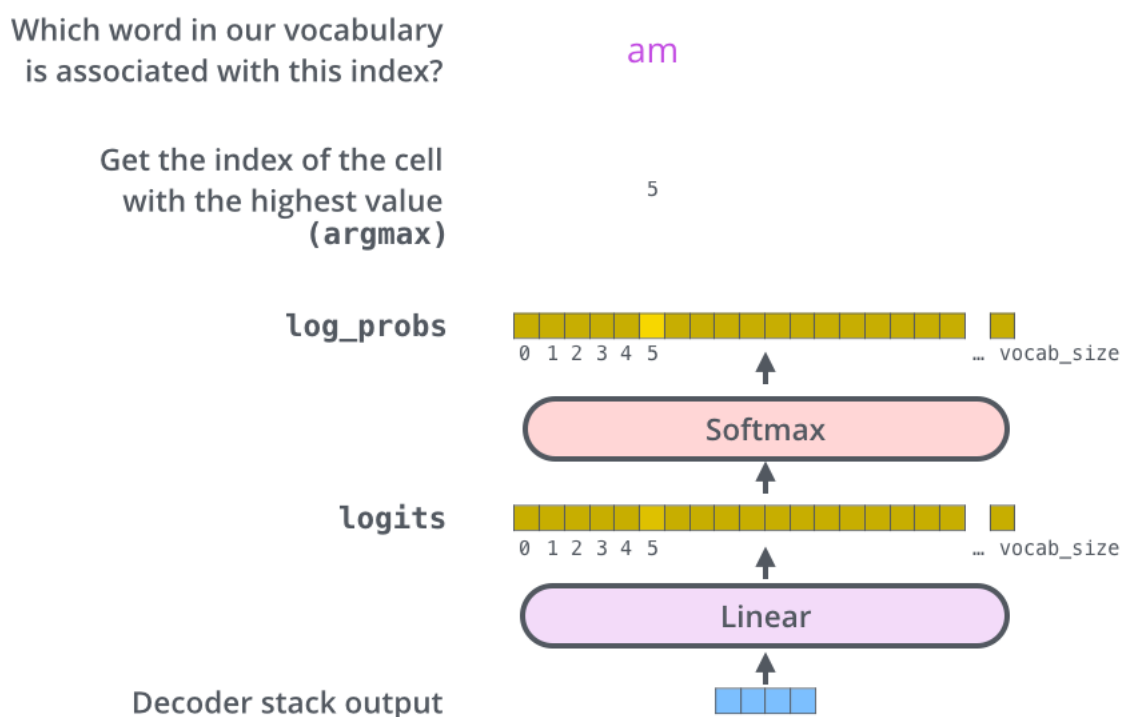 Which word in our vocabulary
is associated with this index?
am
Get the index of the cell
with the highest value
(argmax)
5
log_probs
0 1 2 3 4 5 … vocab_size
Softmax
logits
0 1 2 3 4 5 … vocab_size
Linear
Decoder stack output